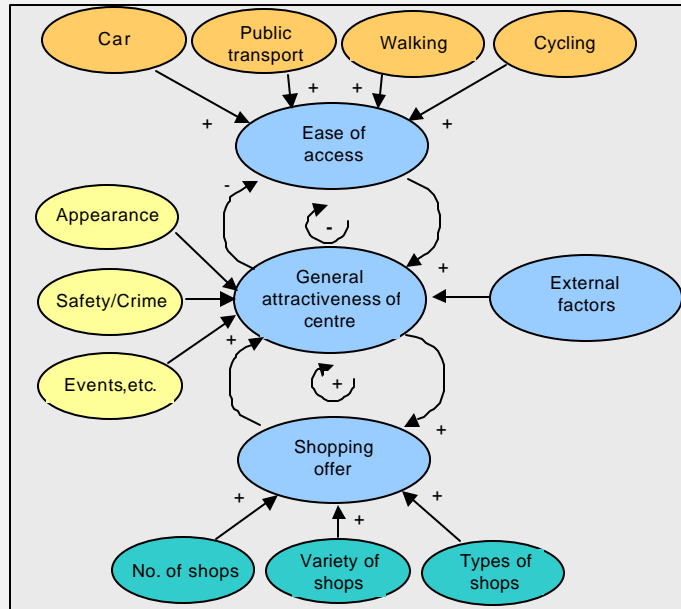 Car
Public
transport
Walking
Cycling
+
+
+
+
Ease of
access
-
-
Appearance
+
General
attractiveness of
centre
Safety/Crime
External
factors
+
Events,etc.
+
+
Shopping
offer
+
+
+
No. of shops
Variety of
shops
Types of
shops